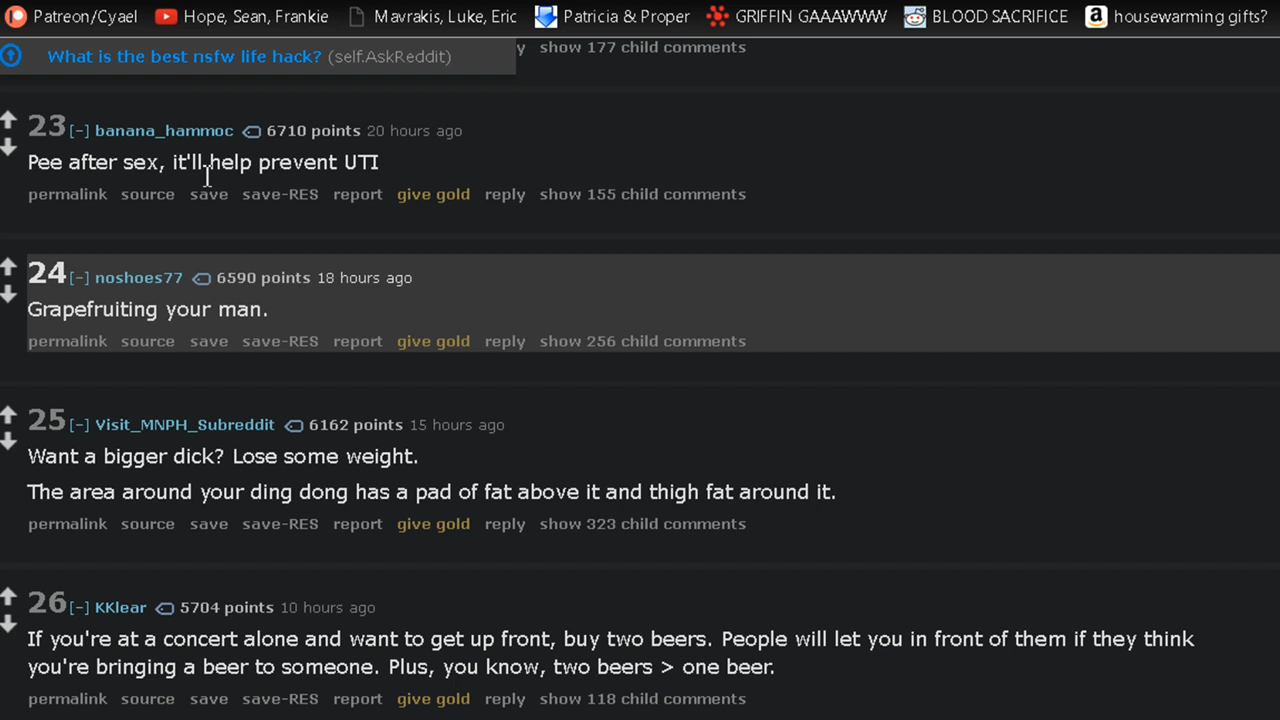 Patreon/Cyael Hope, Sean, Frankie Mavrakis, Luke, Eric Patricia & Proper GRIFFIN GAAAWWW BLOOD SACRIFICE housewarming gifts?
What is the best nsfw life hack? (self.AskReddit) y show 177 child comments
23 [-] banana_hammoc 6710 points 20 hours ago
Pee after sex, it'll help prevent UTI
permalink source save save-RES report give gold reply show 155 child comments
24 [-] noshoes77 6590 points 18 hours ago
Grapefruiting your man.
permalink source save save-RES report give gold reply show 256 child comments
25 [-] Visit_MNPH_Subreddit 6162 points 15 hours ago
Want a bigger dick? Lose some weight.
The area around your ding dong has a pad of fat above it and thigh fat around it.
permalink source save save-RES report give gold reply show 323 child comments
26 [-] KKlear 5704 points 10 hours ago
If you're at a concert alone and want to get up front, buy two beers. People will let you in front of them if they think
you're bringing a beer to someone. Plus, you know, two beers > one beer.
permalink source save save-RES report give gold reply show 118 child comments